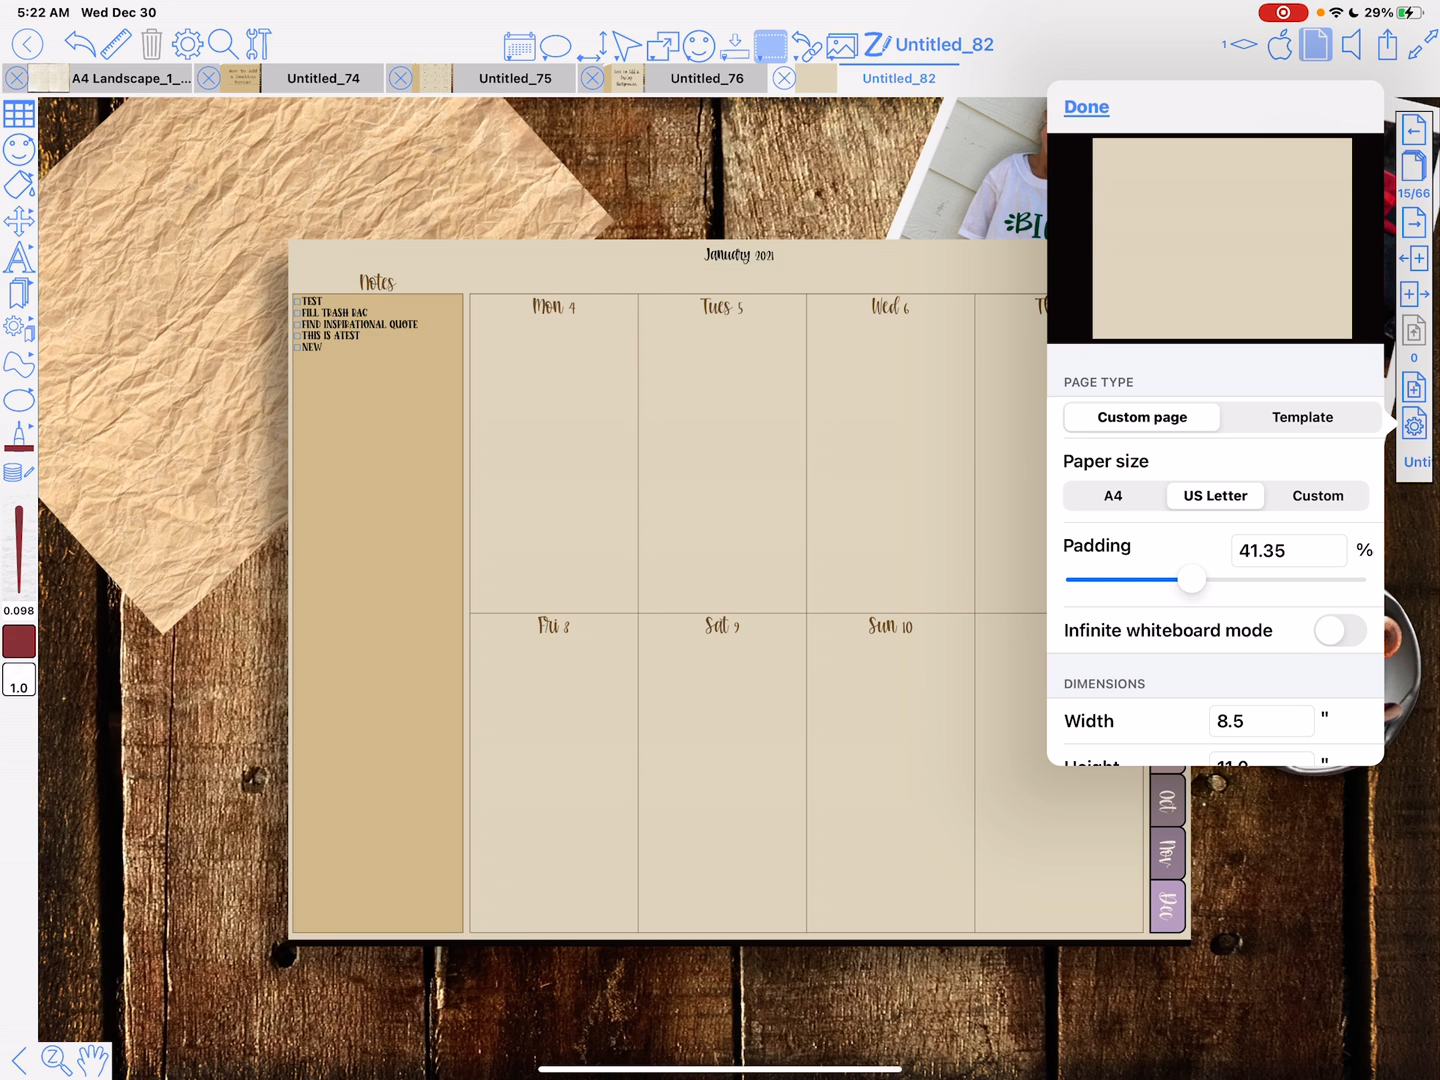 5:22 AM Wed Dec 30
29%
Untitled_82
1
A4 Landscape_1_...
Untitled_74
Untitled_75
Untitled_76
Untitled_82
Done
15/66
0
Unti
January 2021
Notes
TEST
FILL TRASH BAG
FIND INSPIRATIONAL QUOTE
THIS IS ATEST
NEW
Mon 4
Tues 5
Wed 6
Fri 8
Sat 9
Sun 10
PAGE TYPE
Custom page
Template
Paper size
A4
US Letter
Custom
Padding
41.35
%
Infinite whiteboard mode
DIMENSIONS
Width
8.5
"
Height
11.0
"
Oct
Nov
Dec
0.098
1.0